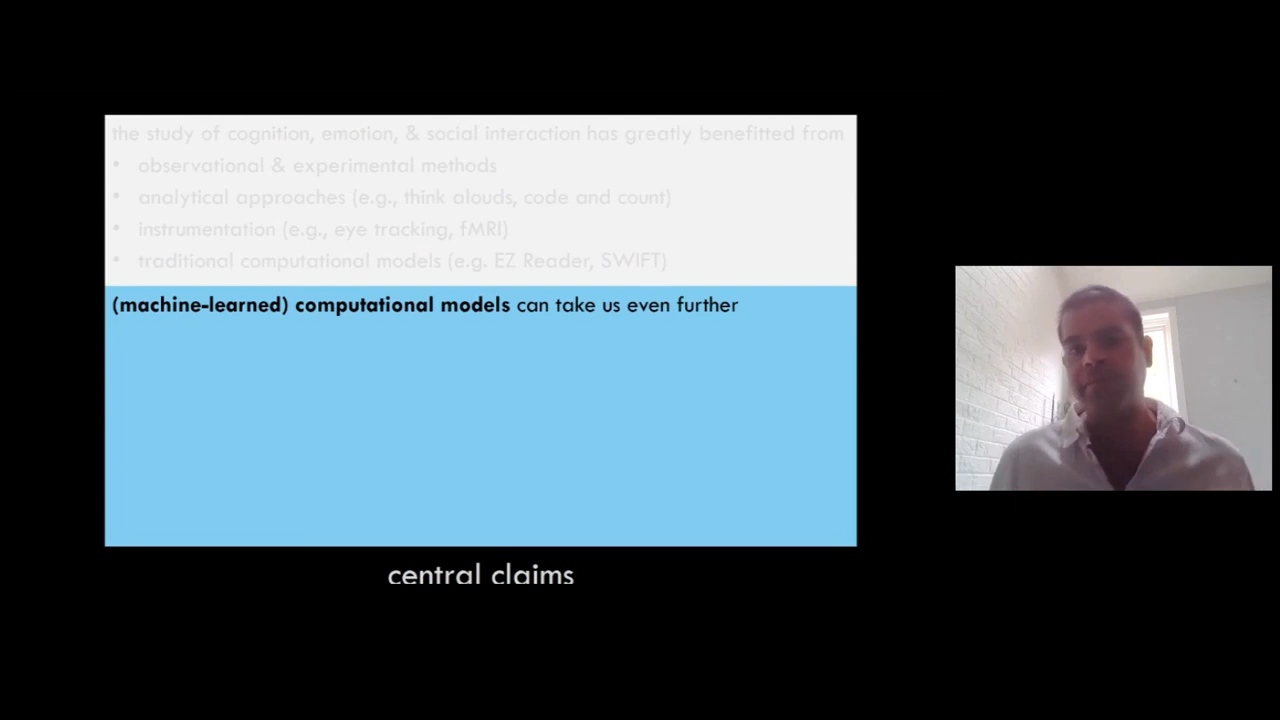 the study of cognition, emotion, & social interaction has greatly benefitted from
• observational & experimental methods
• analytical approaches (e.g., think alouds, code and count)
• instrumentation (e.g., eye tracking, fMRI)
• traditional computational models (e.g. EZ Reader, SWIFT)
(machine-learned) computational models can take us even further
central claims